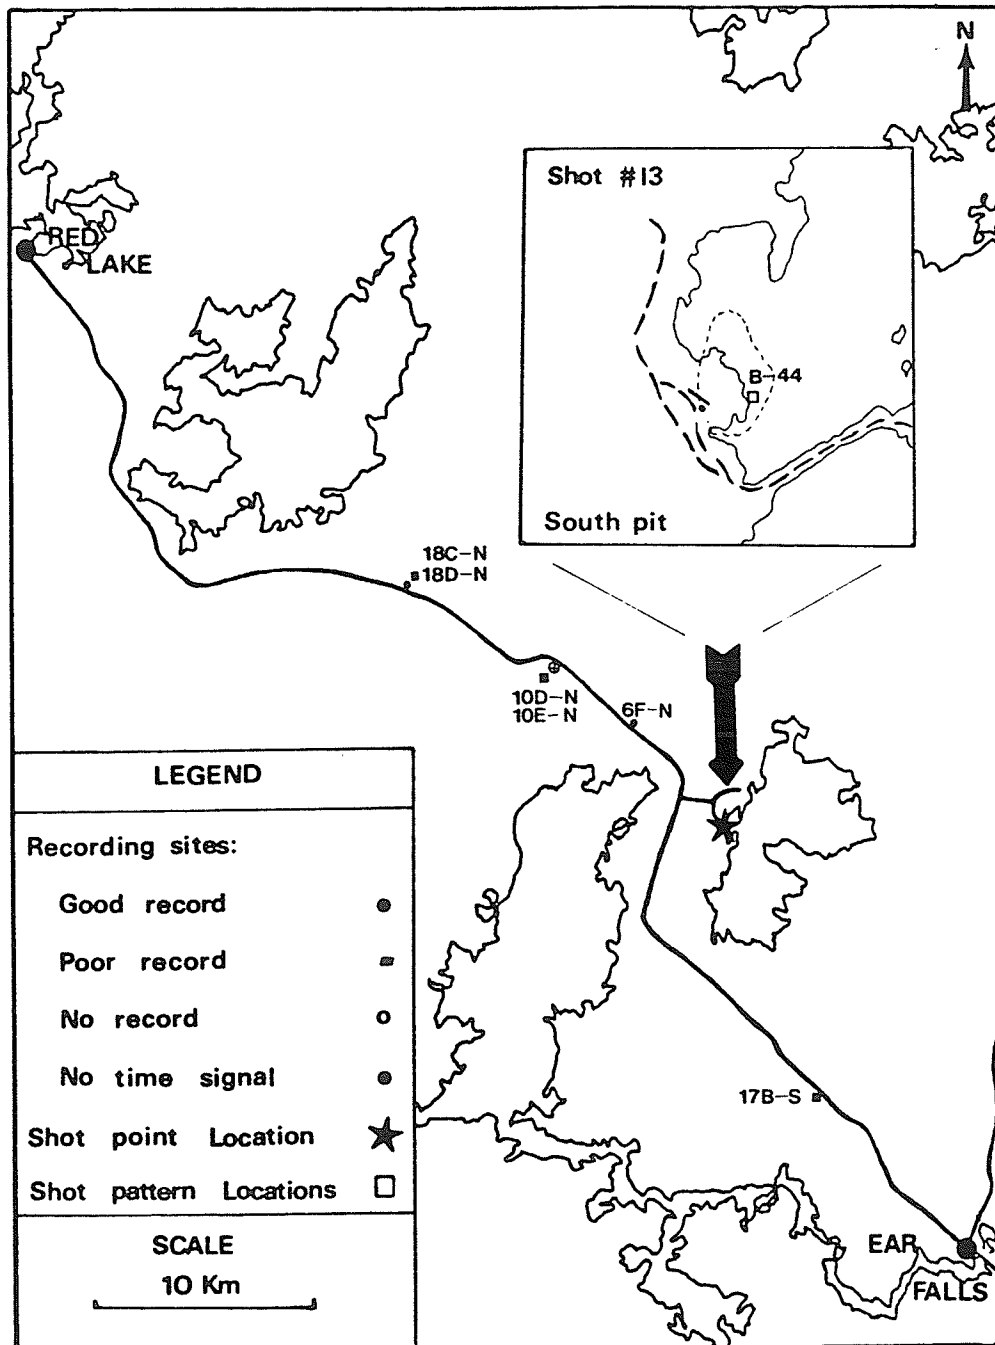 N
Shot #13
B-44
South pit
RED
LAKE
18C-N
18D-N
10D-N
10E-N
6F-N
17B-S
EAR
FALLS
LEGEND
Recording sites:
Good record
Poor record
No record
No time signal
Shot point Location
Shot pattern Locations
SCALE
10 Km